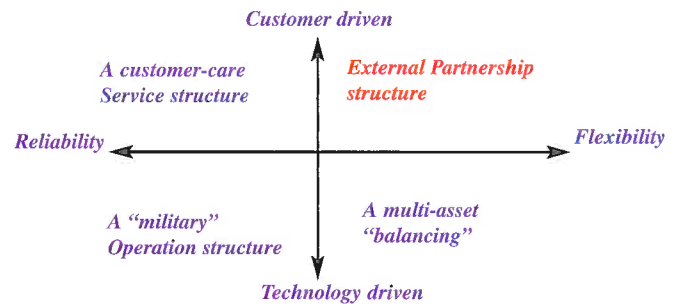 Customer driven
A customer-care
Service structure
External Partnership
structure
Reliability
Flexibility
A “military”
Operation structure
A multi-asset
“balancing”
Technology driven